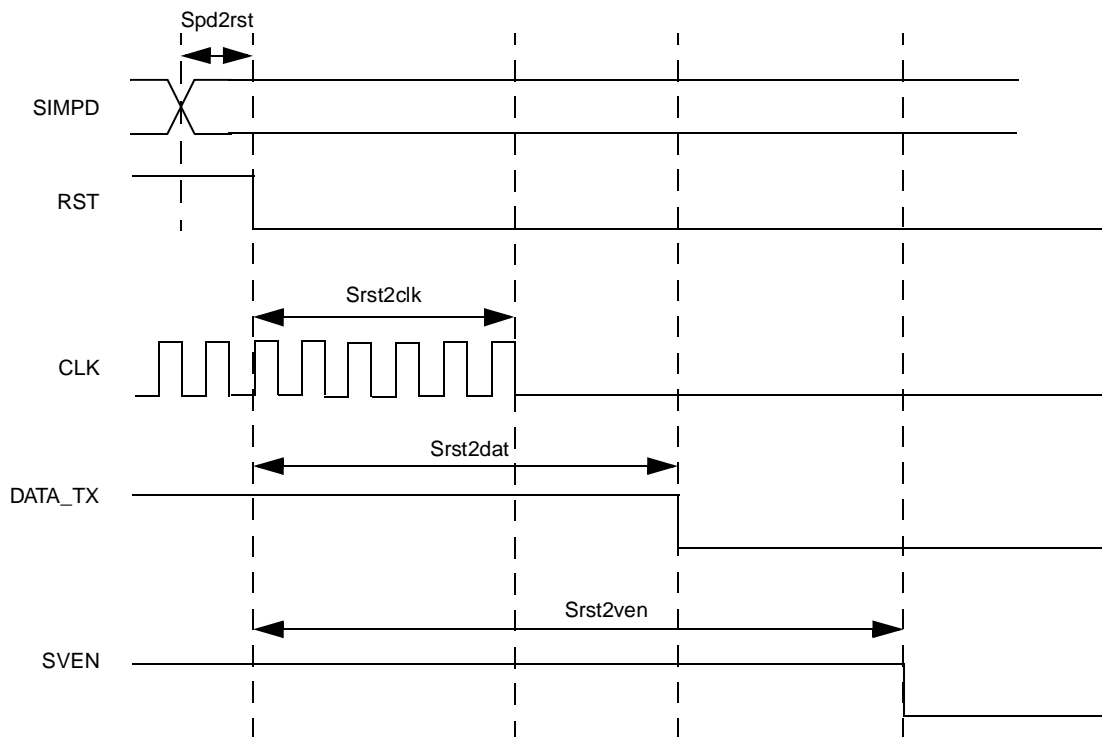 Spd2rst
SIMPD
RST
Srst2clk
CLK
Srst2dat
DATA_TX
Srst2ven
SVEN